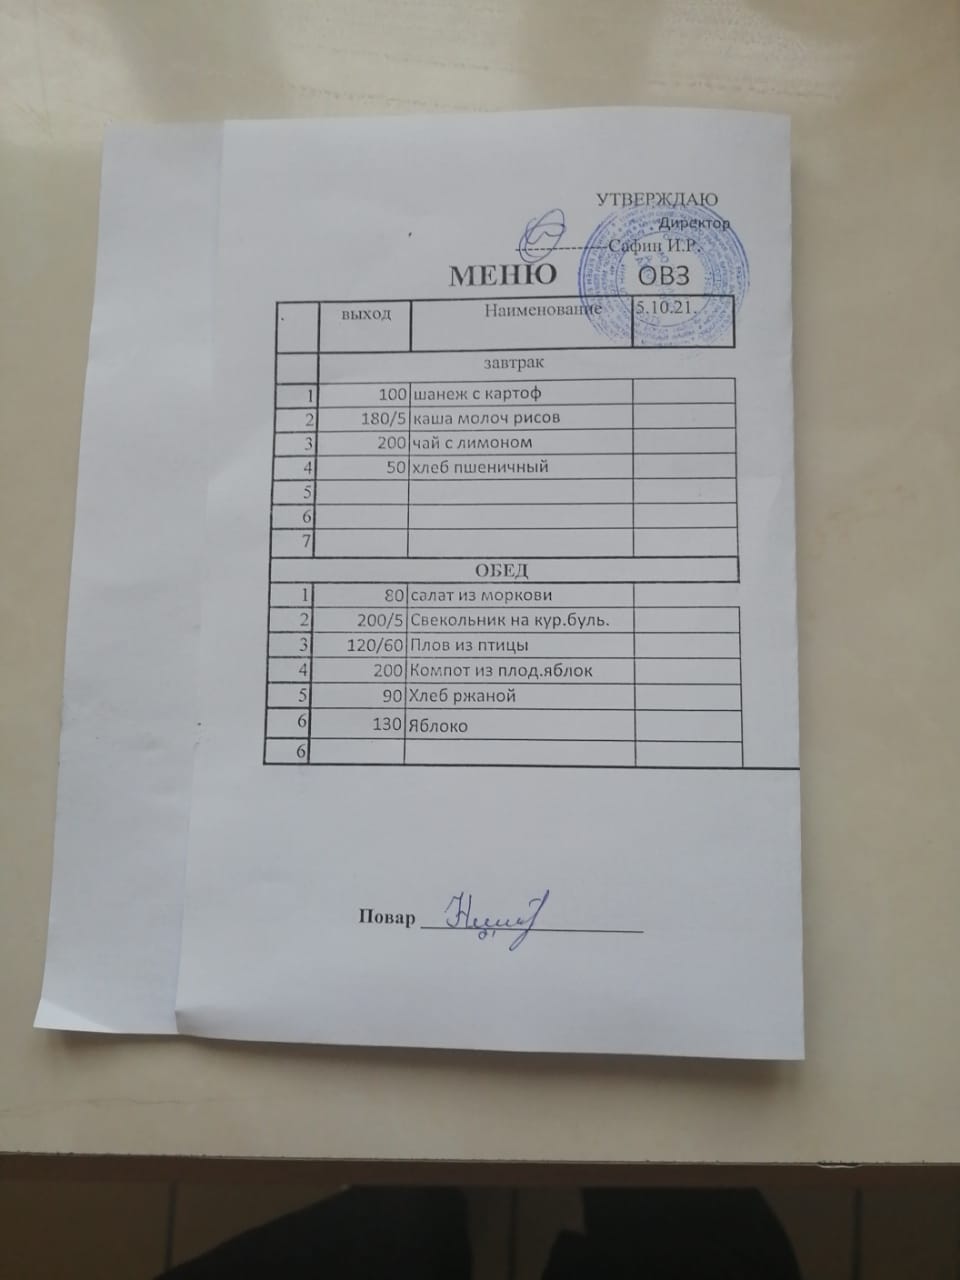 УТВЕРЖДАЮ
Директор
Сафин И.Р.
МЕНЮ ОВЗ
выход Наименование 5.10.21.
завтрак
1 100 шанеж с картоф
2 180/5 каша молоч рисов
3 200 чай с лимоном
4 50 хлеб пшеничный
5
6
7
ОБЕД
1 80 салат из моркови
2 200/5 Свекольник на кур.буль.
3 120/60 Плов из птицы
4 200 Компот из плод.яблок
5 90 Хлеб ржаной
6 130 Яблоко
6
Повар